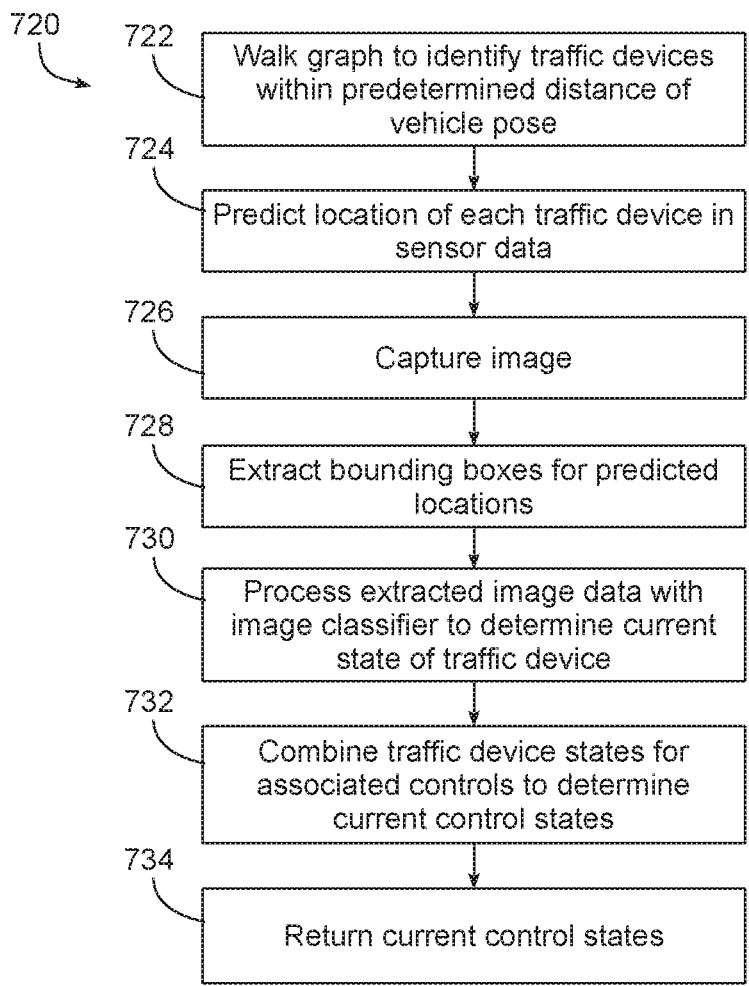 720
722
Walk graph to identify traffic devices
within predetermined distance of
vehicle pose
724
Predict location of each traffic device in
sensor data
726
Capture image
728
Extract bounding boxes for predicted
locations
730
Process extracted image data with
image classifier to determine current
state of traffic device
732
Combine traffic device states for
associated controls to determine
current control states
734
Return current control states